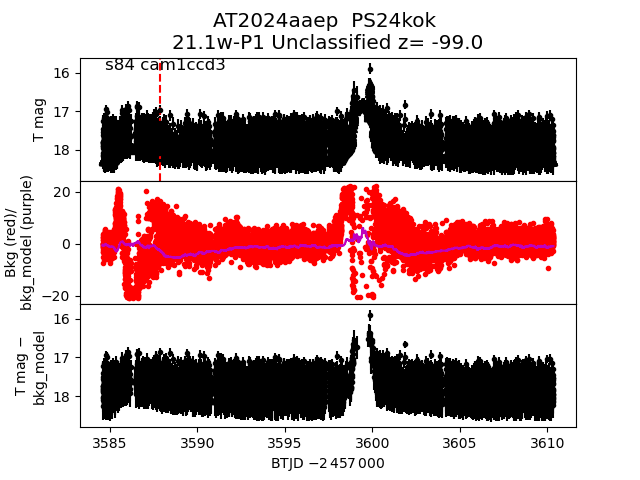 AT2024aaep  PS24kok
21.1w-P1 Unclassified z= -99.0
s84 cam1ccd3
T mag
16
17
18
Bkg (red)/
bkg_model (purple)
20
0
−20
T mag −
bkg_model
16
17
18
3585 3590 3595 3600 3605 3610
BTJD −2 457 000